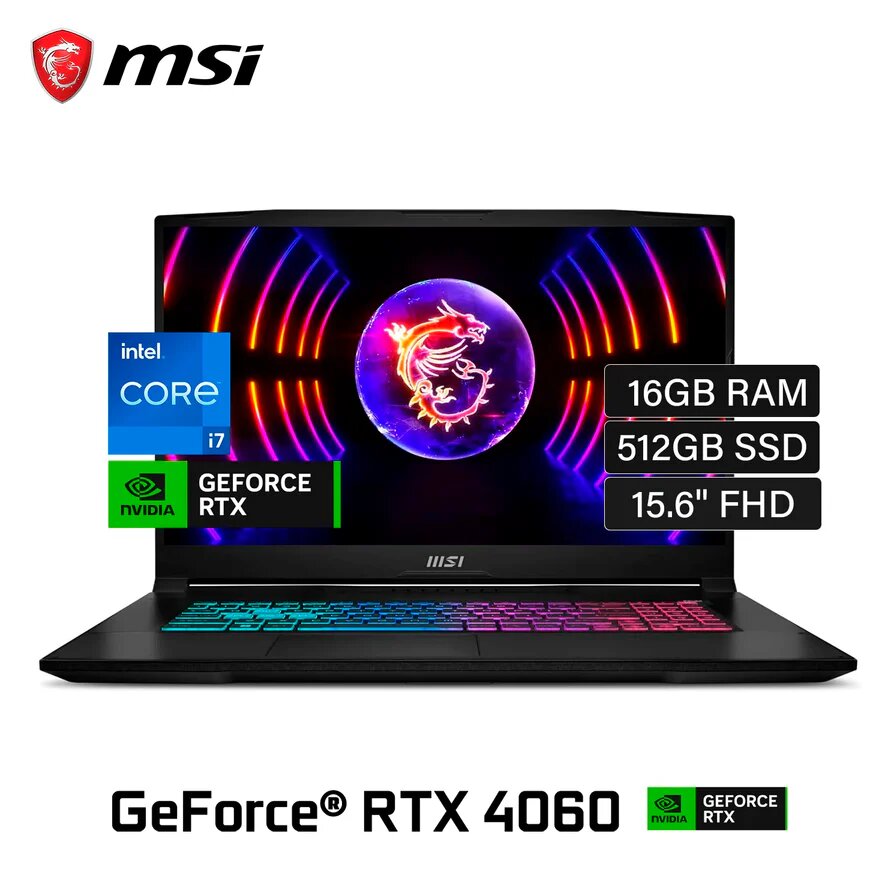 msi
intel
CORe
i7
NVIDIA
GEFORCE
RTX
16GB RAM
512GB SSD
15.6" FHD
msi
GeForce® RTX 4060
NVIDIA
GEFORCE
RTX